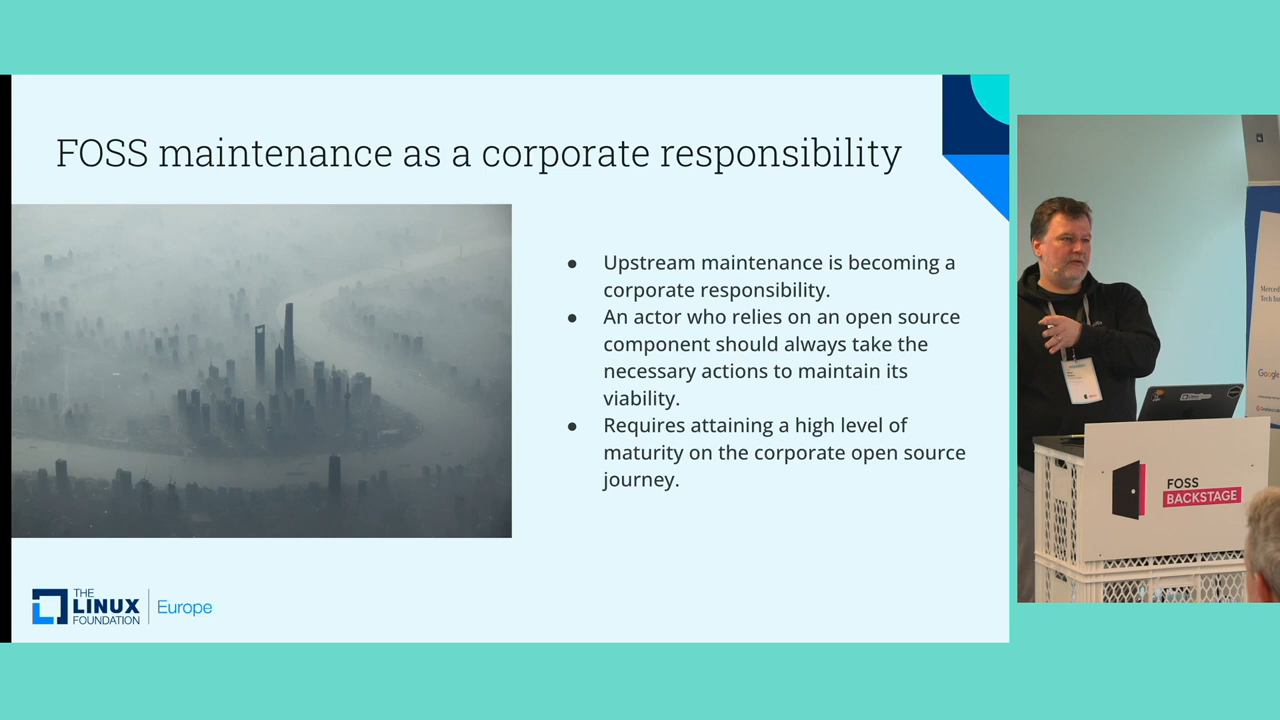 FOSS maintenance as a corporate responsibility
● Upstream maintenance is becoming a
corporate responsibility.
● An actor who relies on an open source
component should always take the
necessary actions to maintain its
viability.
● Requires attaining a high level of
maturity on the corporate open source
journey.
THE
LINUX
FOUNDATION
Europe
Tech
Google
FOSS
BACKSTAGE